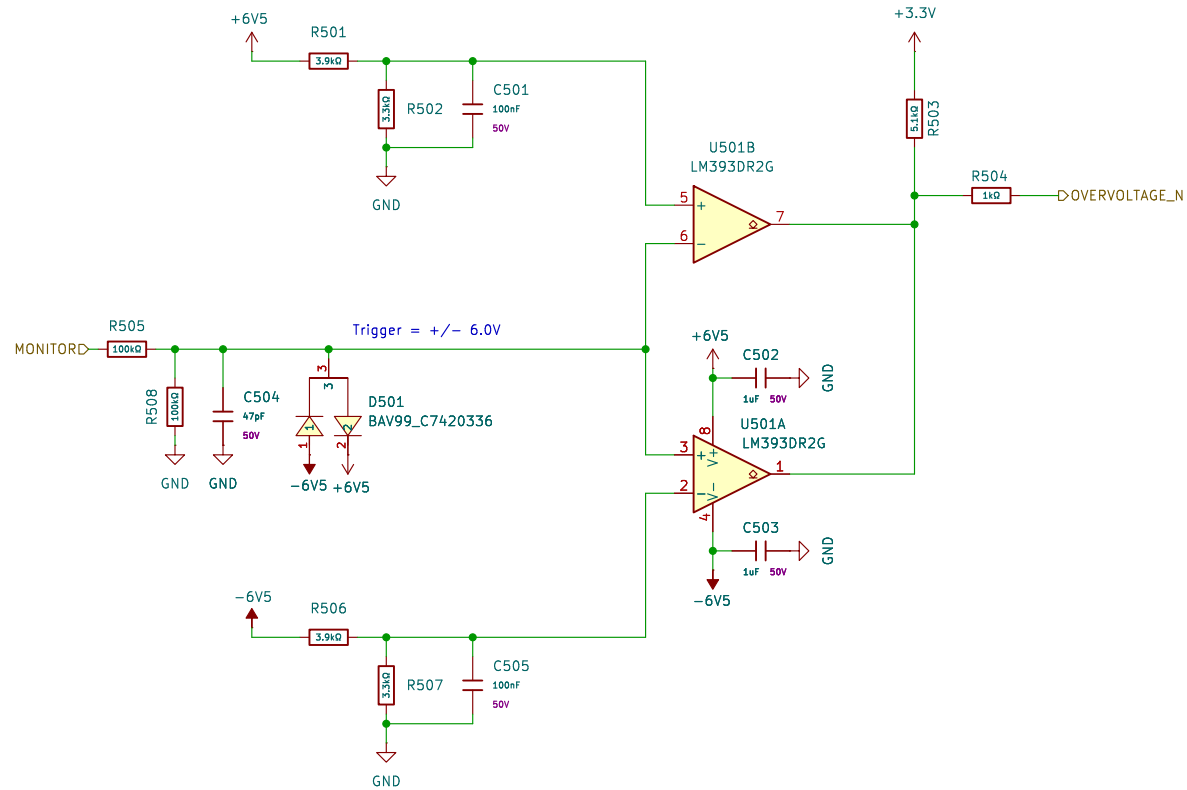 +6V5
R501
3.9kΩ
3.3kΩ
R502
C501
100nF
50V
GND
+3.3V
5.1kΩ
R503
U501B
LM393DR2G
5
+
6
-
7
R504
1kΩ
OVERVOLTAGE_N
MONITOR
R505
100kΩ
Trigger = +/- 6.0V
R508
100kΩ
C504
47pF
50V
GND
GND
3
3
D501
BAV99_C7420336
1
2
1
2
-6V5
+6V5
+6V5
C502
1uF
50V
GND
U501A
LM393DR2G
8
V+
3
+
2
-
1
V-
4
C503
1uF
50V
GND
-6V5
-6V5
R506
3.9kΩ
3.3kΩ
R507
C505
100nF
50V
GND